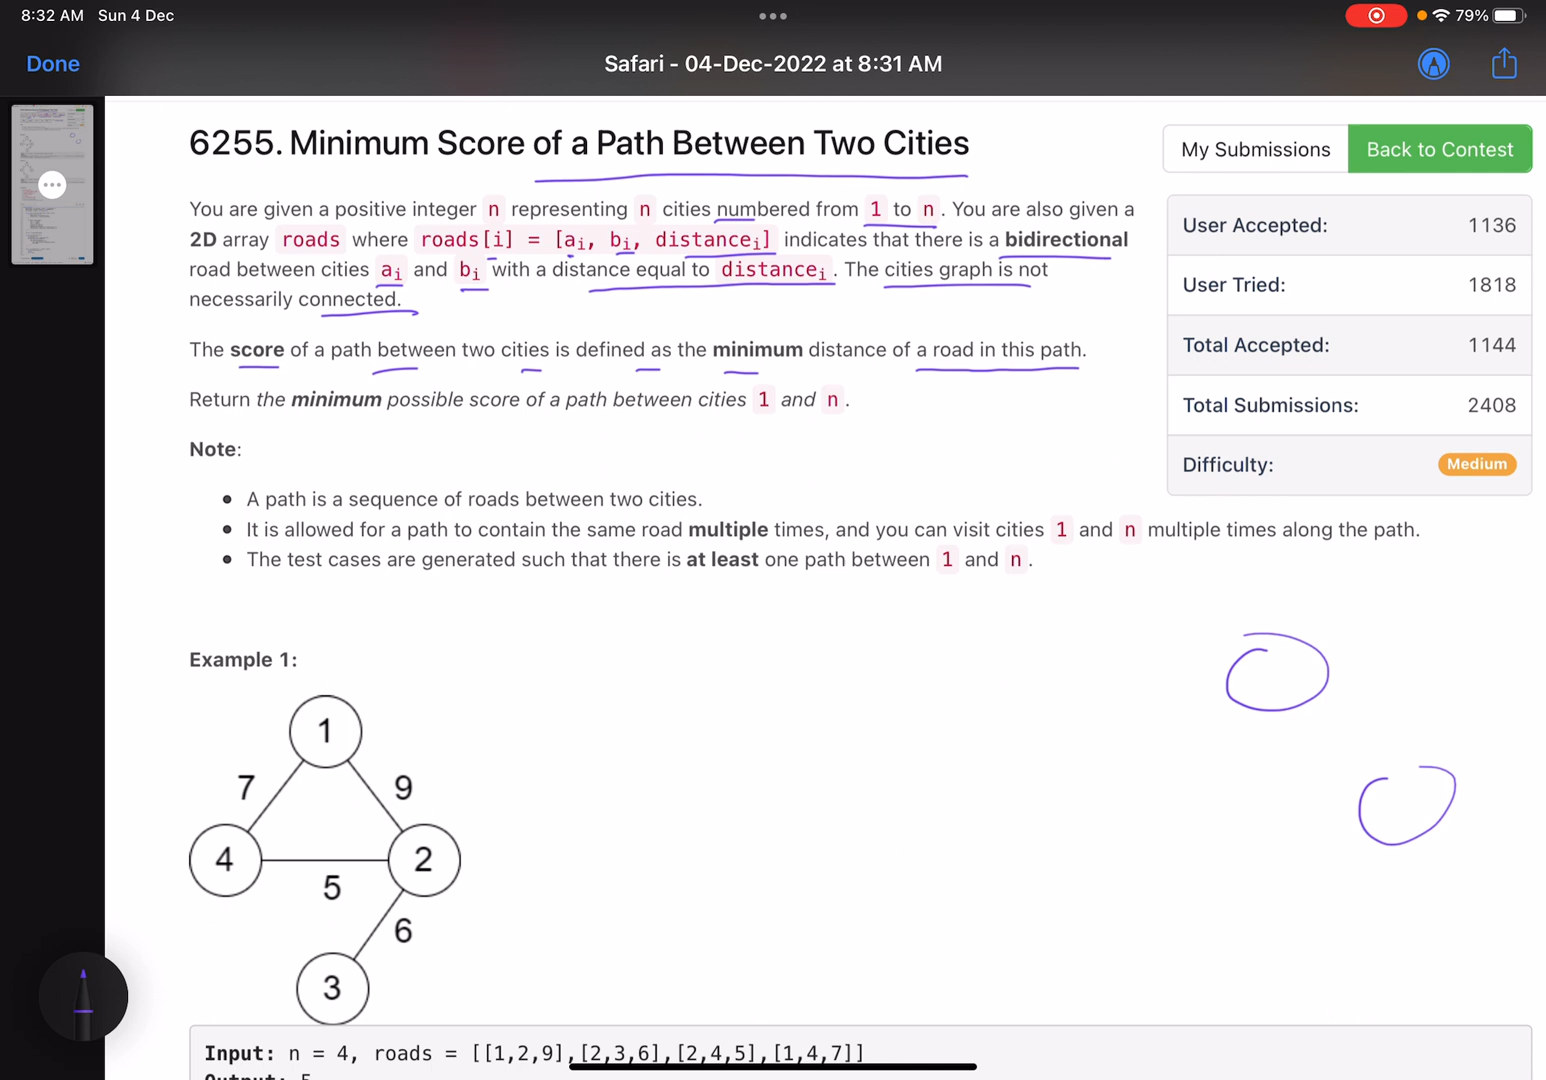 8:32 AM Sun 4 Dec
79%
Done
Safari - 04-Dec-2022 at 8:31 AM
6255. Minimum Score of a Path Between Two Cities
My Submissions
Back to Contest
You are given a positive integer n representing n cities numbered from 1 to n. You are also given a
2D array roads where roads[i] = [ai, bi, distancei] indicates that there is a bidirectional
road between cities ai and bi with a distance equal to distancei. The cities graph is not
necessarily connected.
The score of a path between two cities is defined as the minimum distance of a road in this path.
Return the minimum possible score of a path between cities 1 and n.
Note:
• A path is a sequence of roads between two cities.
• It is allowed for a path to contain the same road multiple times, and you can visit cities 1 and n multiple times along the path.
• The test cases are generated such that there is at least one path between 1 and n.
User Accepted: 1136
User Tried: 1818
Total Accepted: 1144
Total Submissions: 2408
Difficulty: Medium
Example 1:
1
7 9
4 2
5
6
3
Input: n = 4, roads = [[1,2,9],[2,3,6],[2,4,5],[1,4,7]]
Output: 5